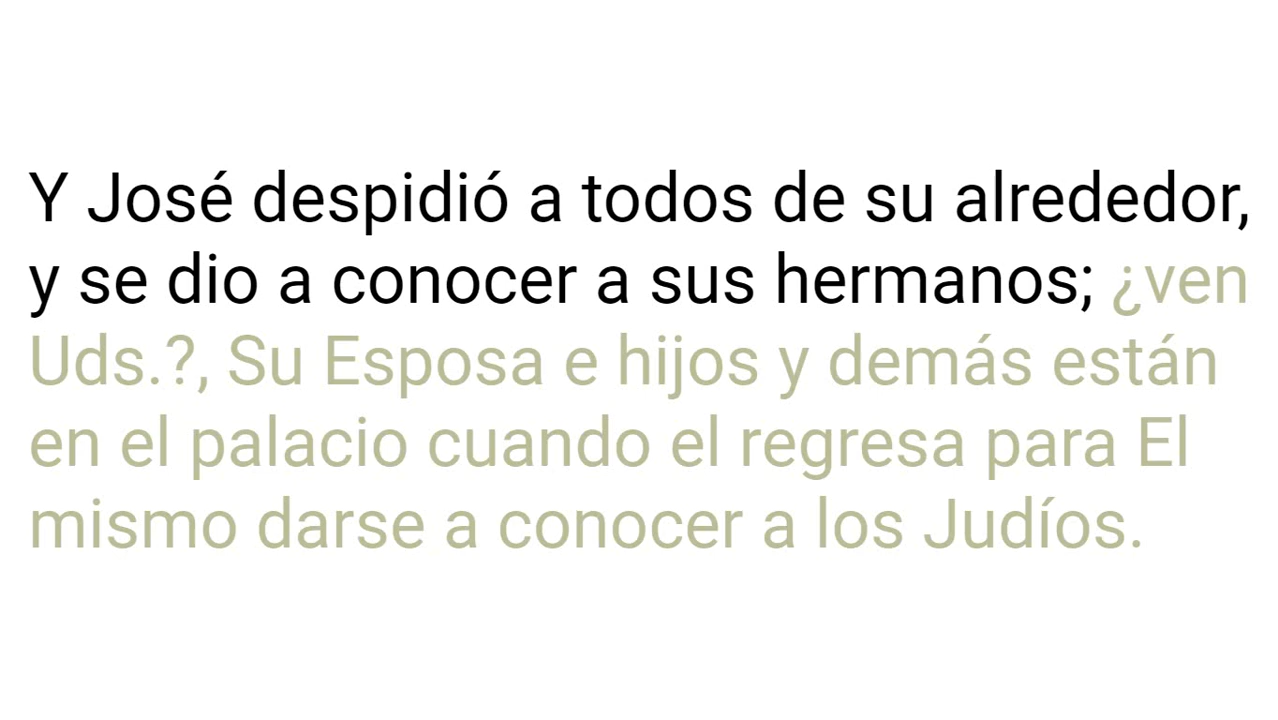 Y José despidió a todos de su alrededor,
y se dio a conocer a sus hermanos; ¿ven
Uds.?, Su Esposa e hijos y demás están
en el palacio cuando el regresa para El
mismo darse a conocer a los Judíos.